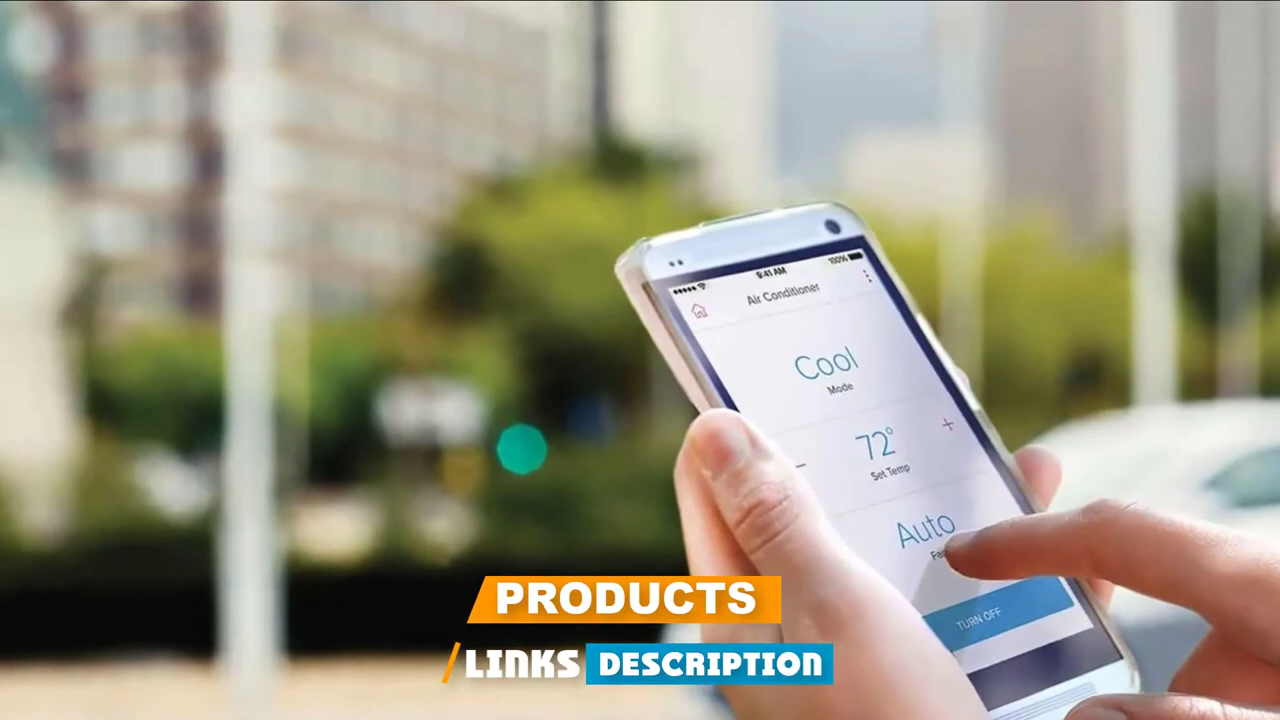 9:41 AM
100%
Air Conditioner
Cool
Mode
72°
Set Temp
Auto
TURN OFF
PRODUCTS
LINKS DESCRIPTION